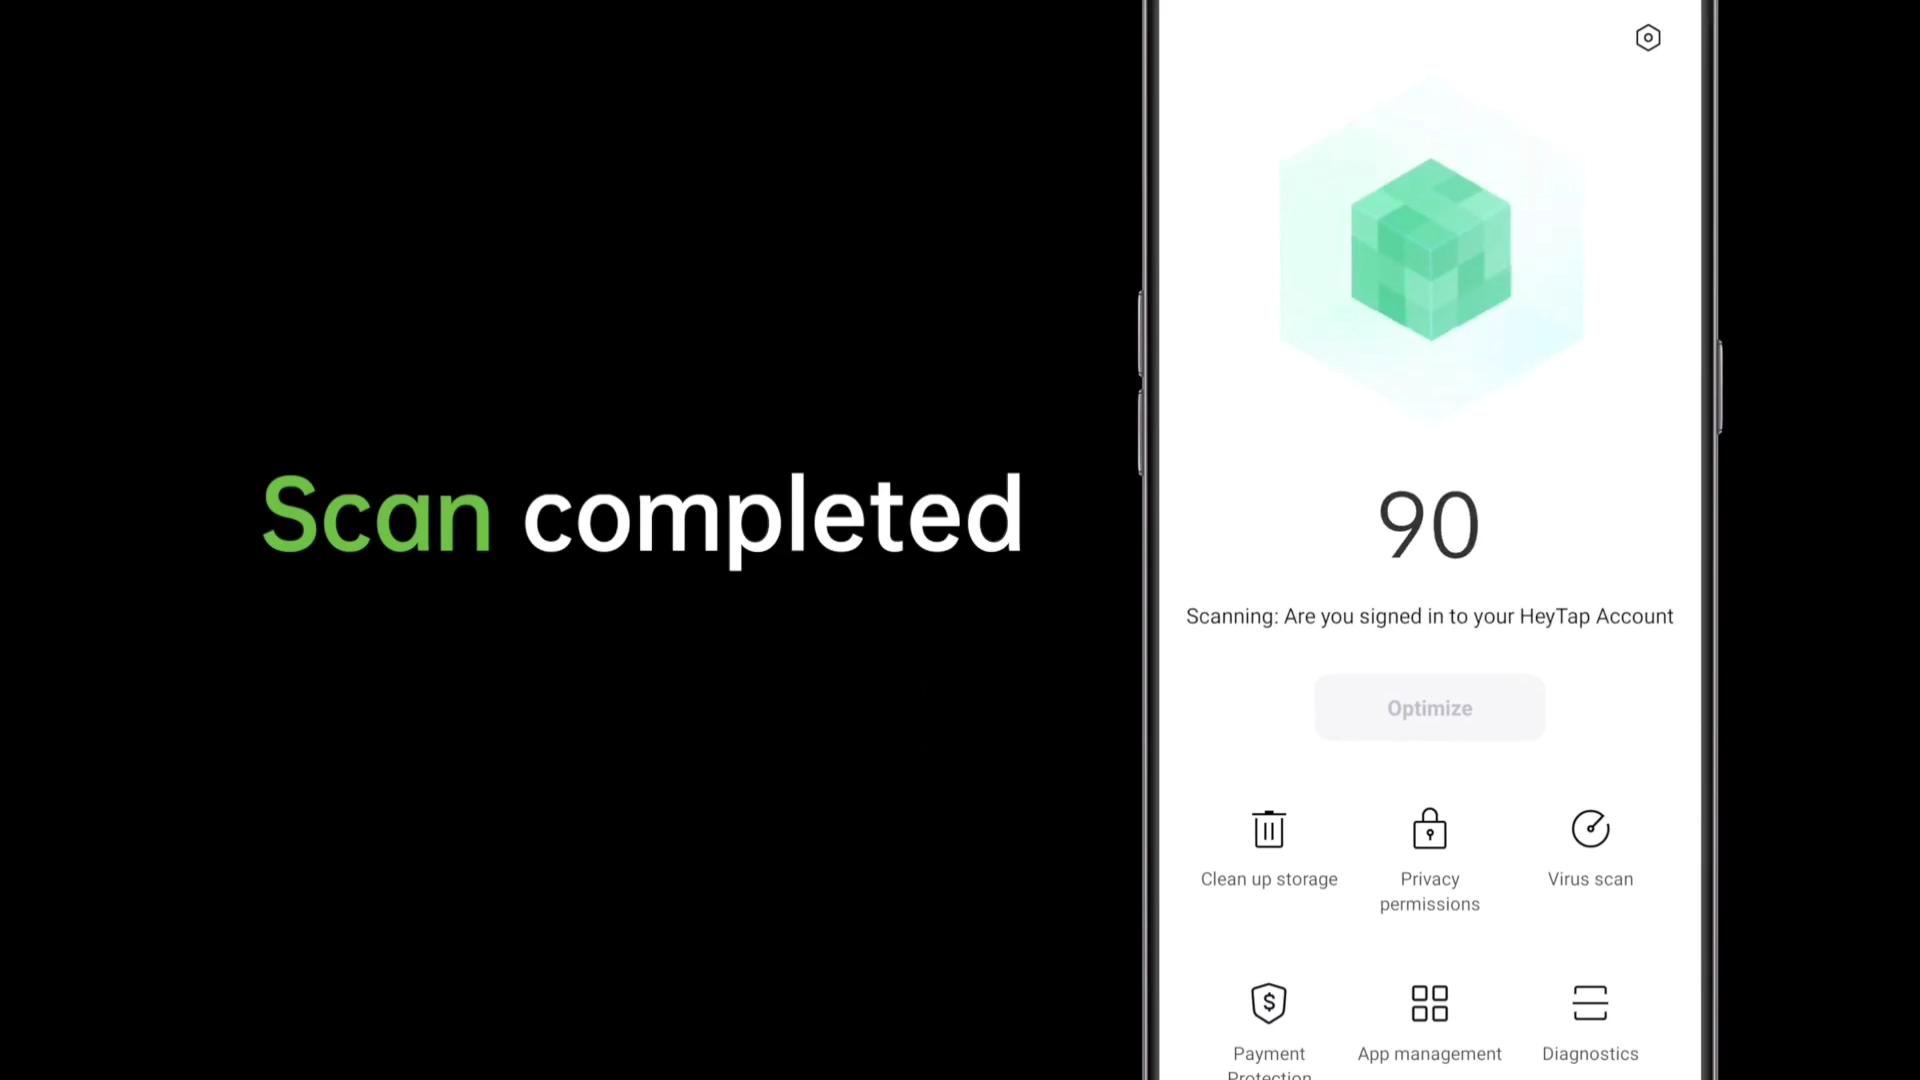 Scan completed
90
Scanning: Are you signed in to your HeyTap Account
Optimize
Clean up storage
Privacy
permissions
Virus scan
Payment
Protection
App management
Diagnostics